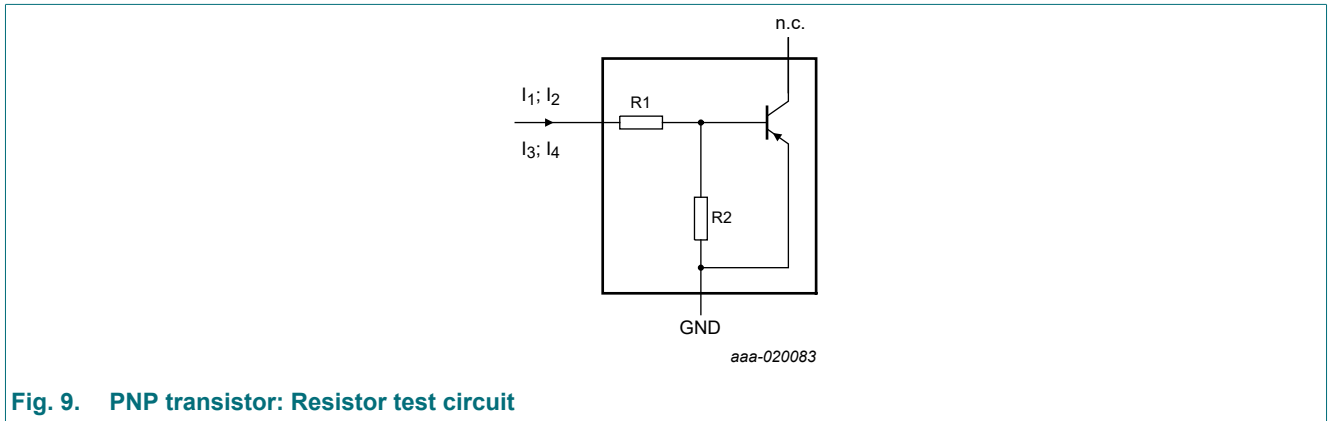 n.c.
I1; I2
R1
I3; I4
R2
GND
aaa-020083
Fig. 9. PNP transistor: Resistor test circuit